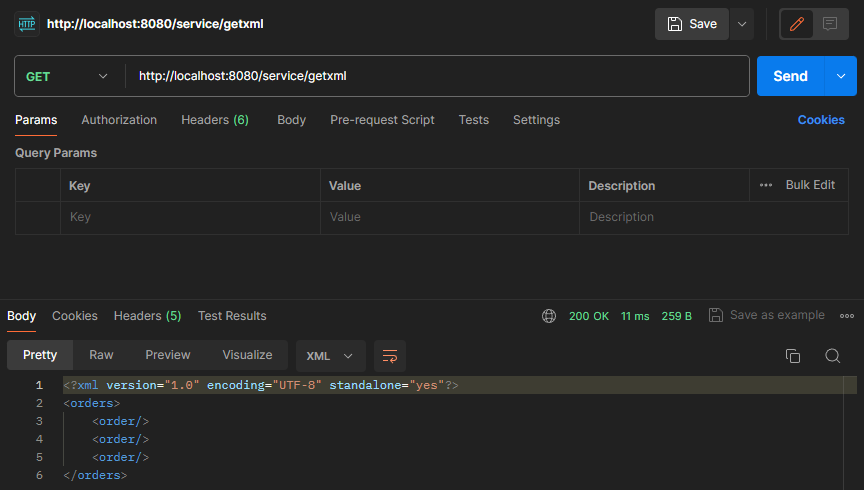 HTTP http://localhost:8080/service/getxml Save
GET http://localhost:8080/service/getxml Send
Params Authorization Headers (6) Body Pre-request Script Tests Settings Cookies
Query Params
Key Value Description ••• Bulk Edit
Key Value Description
Body Cookies Headers (5) Test Results 200 OK 11 ms 259 B Save as example •••
Pretty Raw Preview Visualize XML
1 <?xml version="1.0" encoding="UTF-8" standalone="yes"?>
2 <orders>
3 <order/>
4 <order/>
5 <order/>
6 </orders>